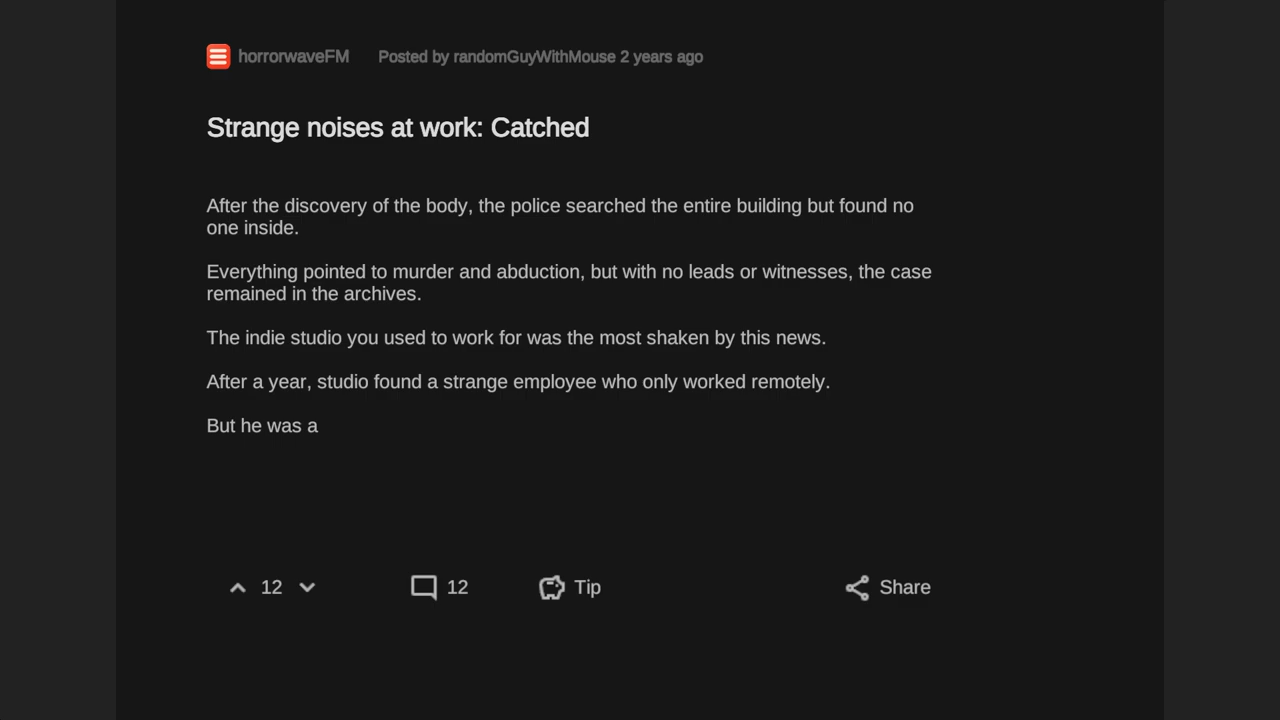 horrorwaveFM Posted by randomGuyWithMouse 2 years ago
Strange noises at work: Catched
After the discovery of the body, the police searched the entire building but found no
one inside.
Everything pointed to murder and abduction, but with no leads or witnesses, the case
remained in the archives.
The indie studio you used to work for was the most shaken by this news.
After a year, studio found a strange employee who only worked remotely.
But he was a
12 12 Tip Share